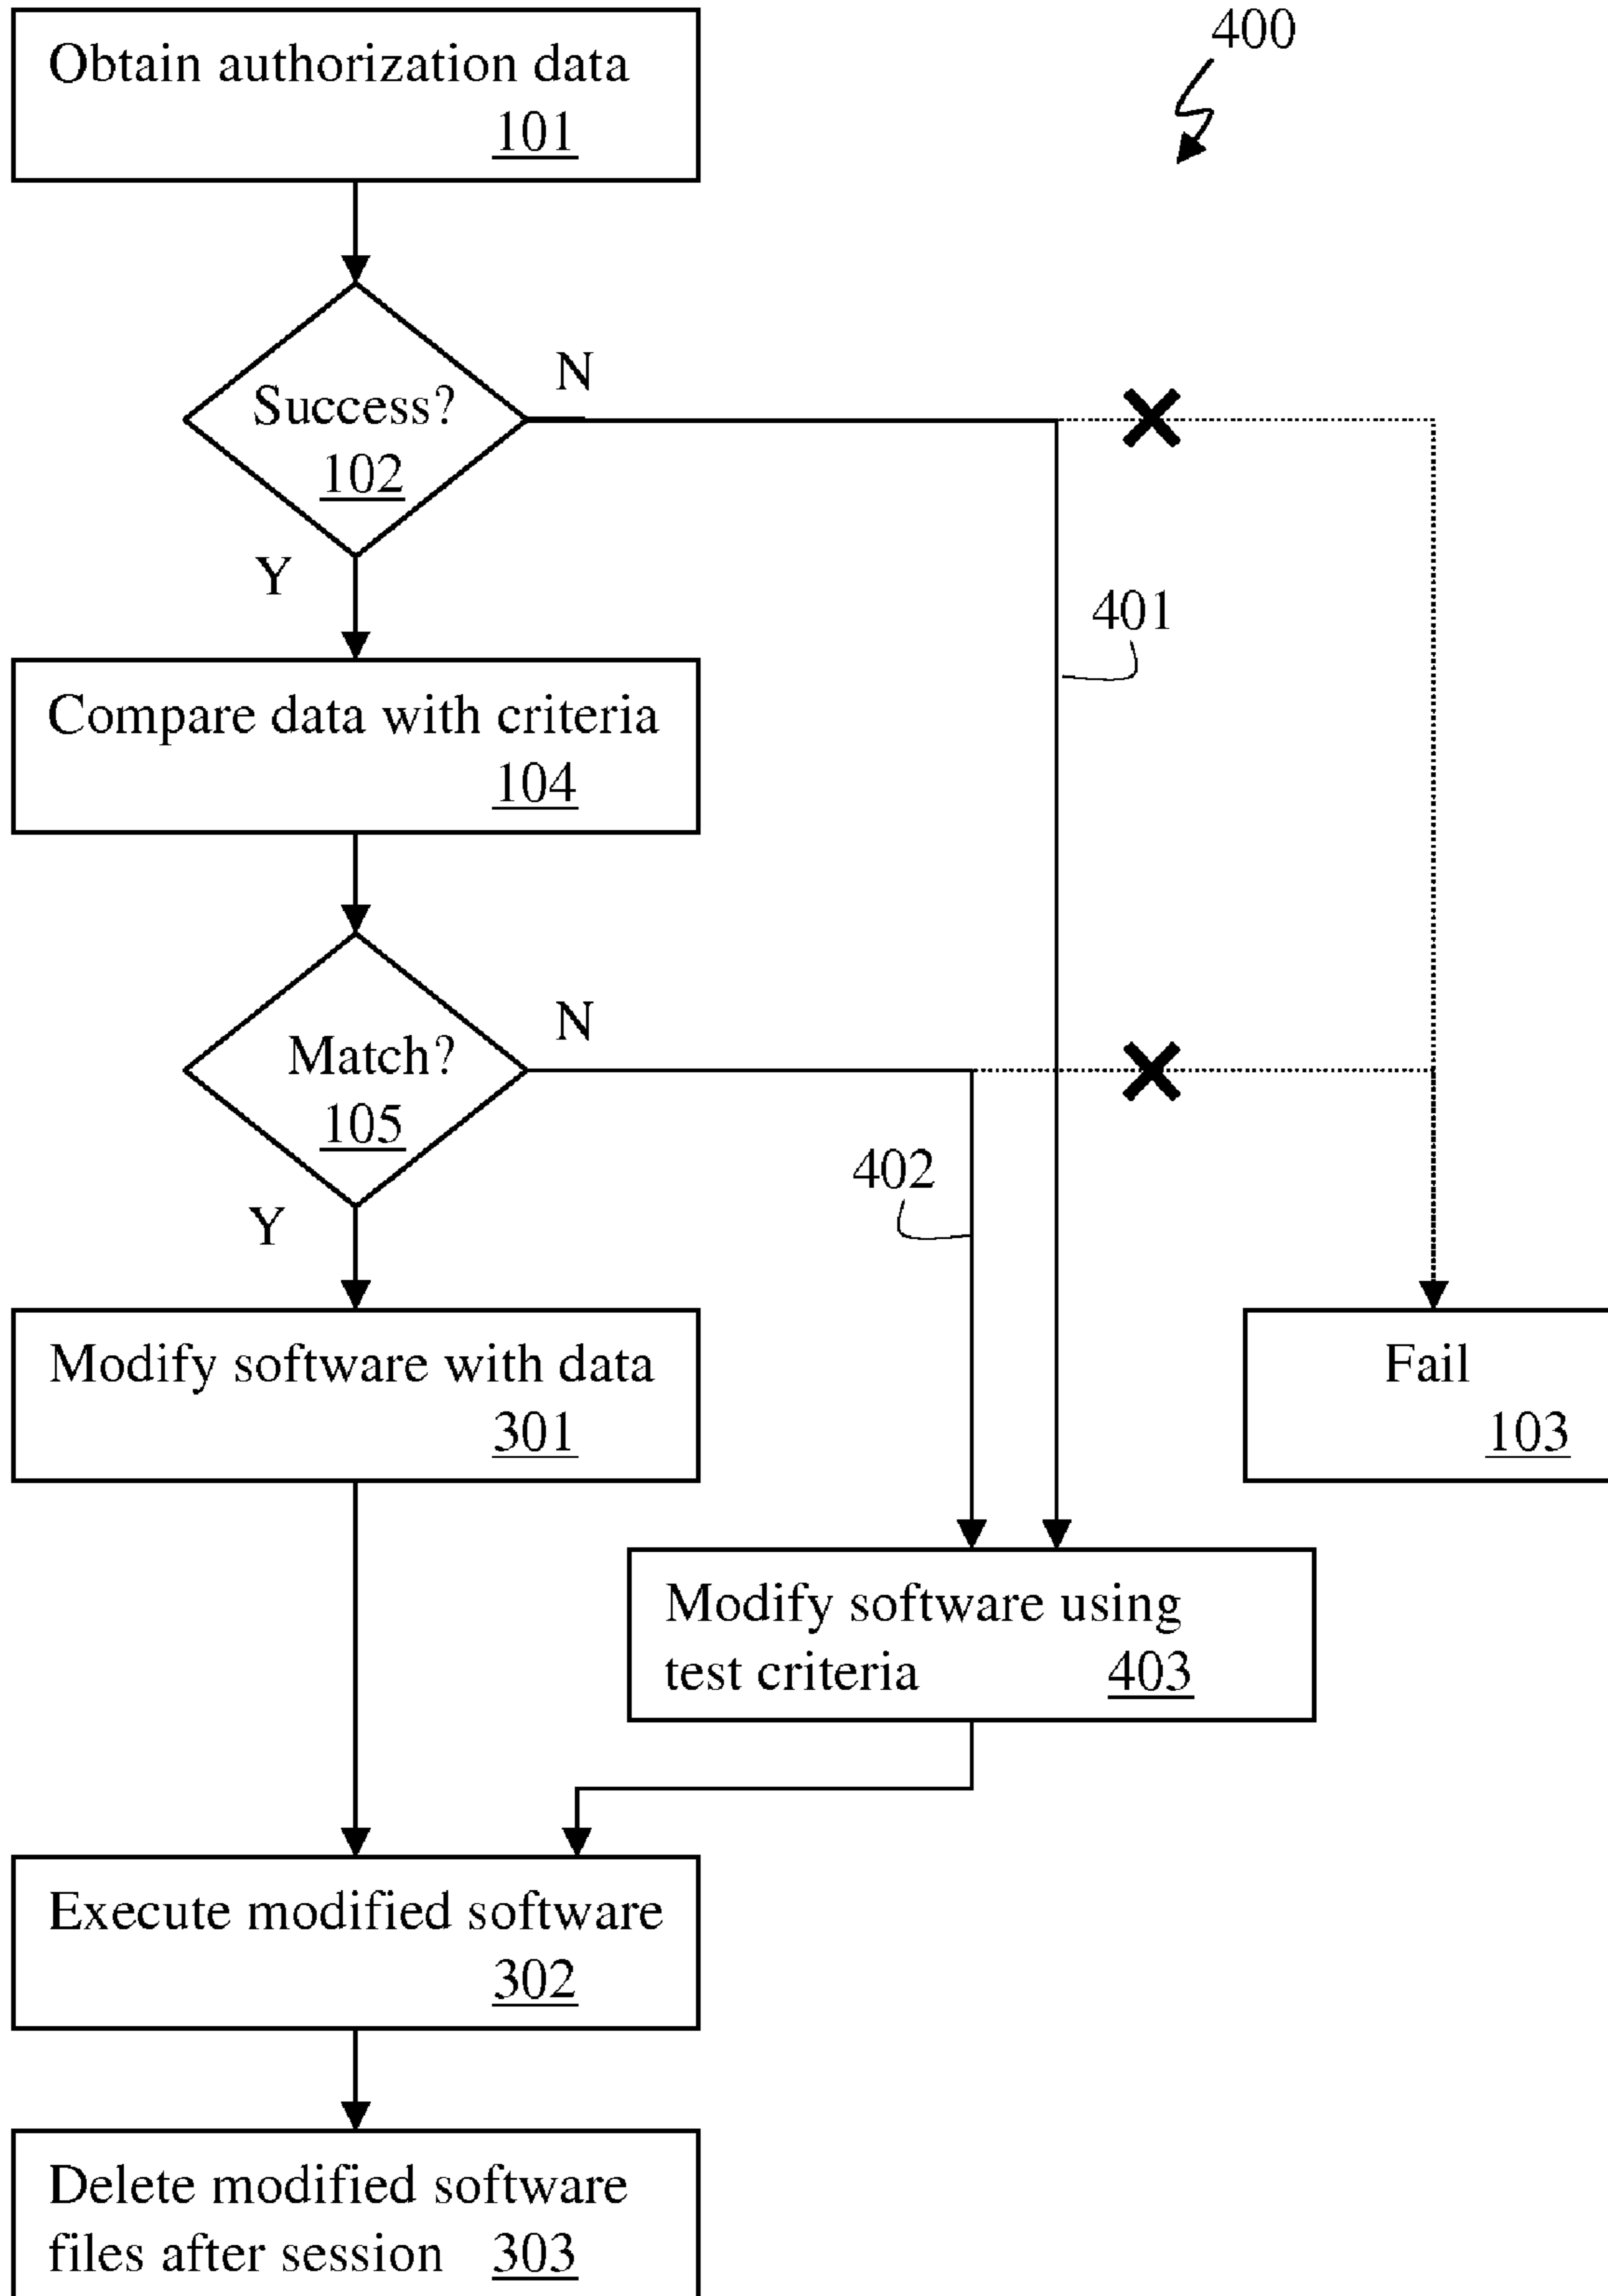 Obtain authorization data
101
400
Success?
102
N
Y
401
Compare data with criteria
104
Match?
105
N
402
Y
Modify software with data
301
Fail
103
Modify software using
test criteria 403
Execute modified software
302
Delete modified software
files after session 303